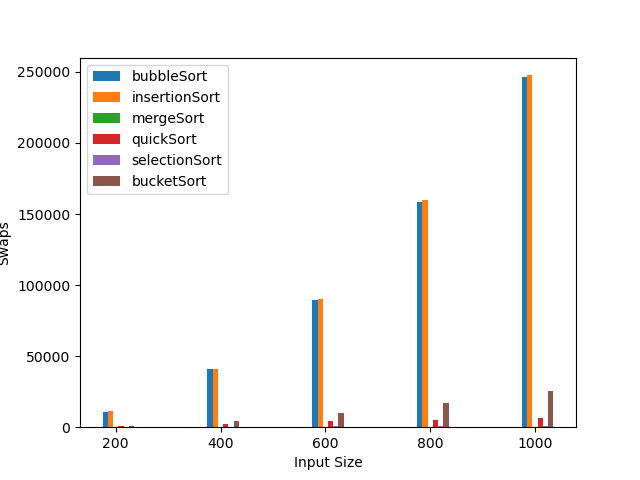 250000
200000
150000
100000
50000
0
Swaps
bubbleSort
insertionSort
mergeSort
quickSort
selectionSort
bucketSort
200 400 600 800 1000
Input Size